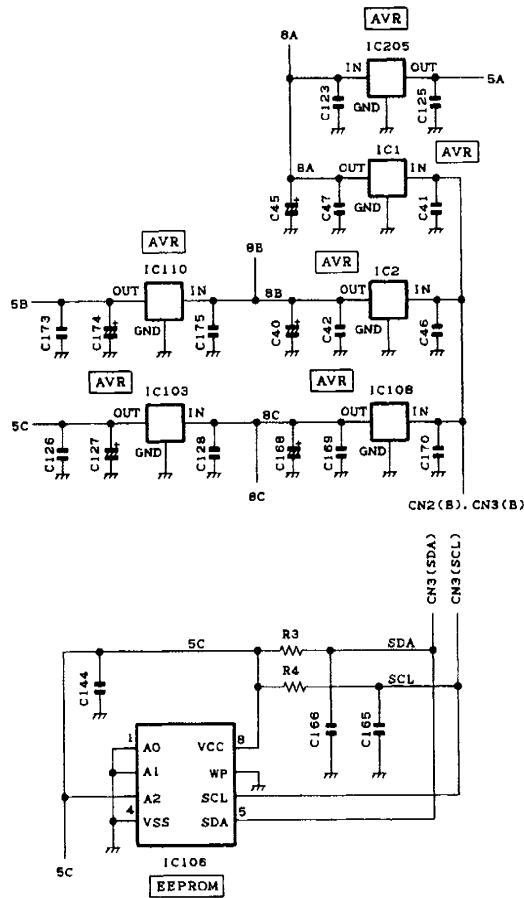 AVR
8A
IC205
IN
OUT
5A
C123
GND
C125
IC1
AVR
8A
OUT
IN
C45
C47
GND
C41
AVR
8B
AVR
IC110
IC2
5B
OUT
IN
8B
OUT
IN
C173
C174
GND
C175
C40
C42
GND
C46
AVR
AVR
IC103
IC108
5C
OUT
IN
8C
OUT
IN
C126
C127
GND
C128
C168
C169
GND
C170
8C
CN2(B).CN3(B)
CN3(SDA)
CN3(SCL)
R3
5C
SDA
R4
SCL
C144
C166
C165
1
8
A0
VCC
A1
WP
A2
SCL
4
5
VSS
SDA
5C
IC106
EEPROM